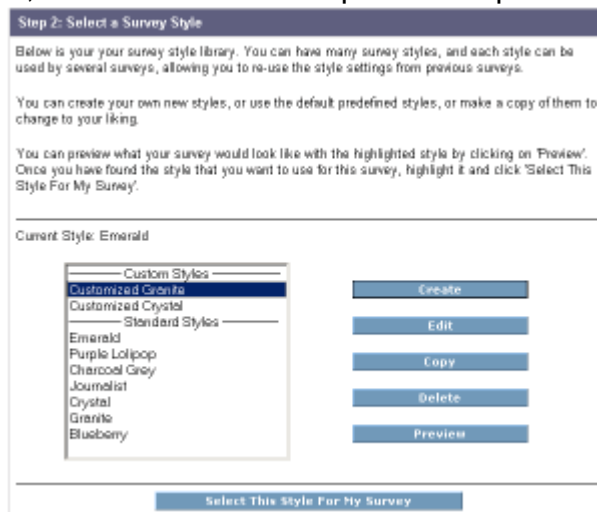 Step 2: Select a Survey Style
Below is your your survey style library. You can have many survey styles, and each style can be
used by several surveys, allowing you to re-use the style settings from previous surveys.
You can create your own new styles, or use the default predefined styles, or make a copy of them to
change to your liking.
You can preview what your survey would look like with the highlighted style by clicking on 'Preview'.
Once you have found the style that you want to use for this survey, highlight it and click 'Select This
Style For My Survey'.
Current Style: Emerald
Custom Styles
Customized Granite
Customized Crystal
Standard Styles
Emerald
Purple Lolipop
Charcoal Grey
Journalist
Crystal
Granite
Blueberry
Create
Edit
Copy
Delete
Preview
Select This Style For My Survey